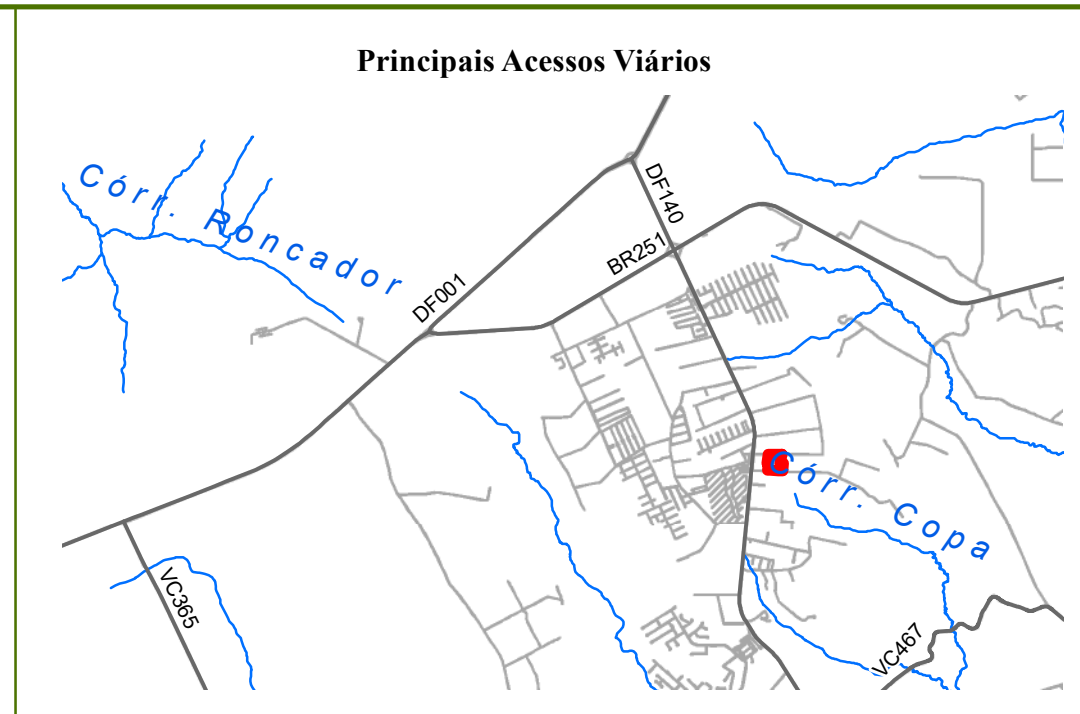 Principais Acessos Viários
Córr. Roncador
DF140
BR251
DF001
Córr. Copa
VC365
VC467